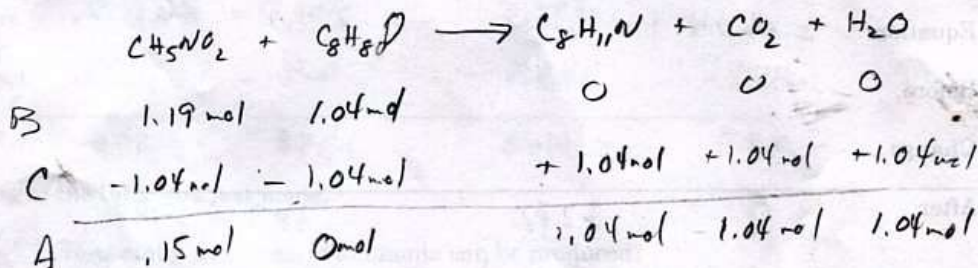 CH5NO2 + C8H8O ⟶ C8H11N + CO2 + H2O
B 1.19 mol 1.04 mol 0 0 0
C -1.04 mol - 1.04 mol + 1.04 mol +1.04 mol +1.04 mol
A .15 mol 0 mol 1.04 mol 1.04 mol 1.04 mol